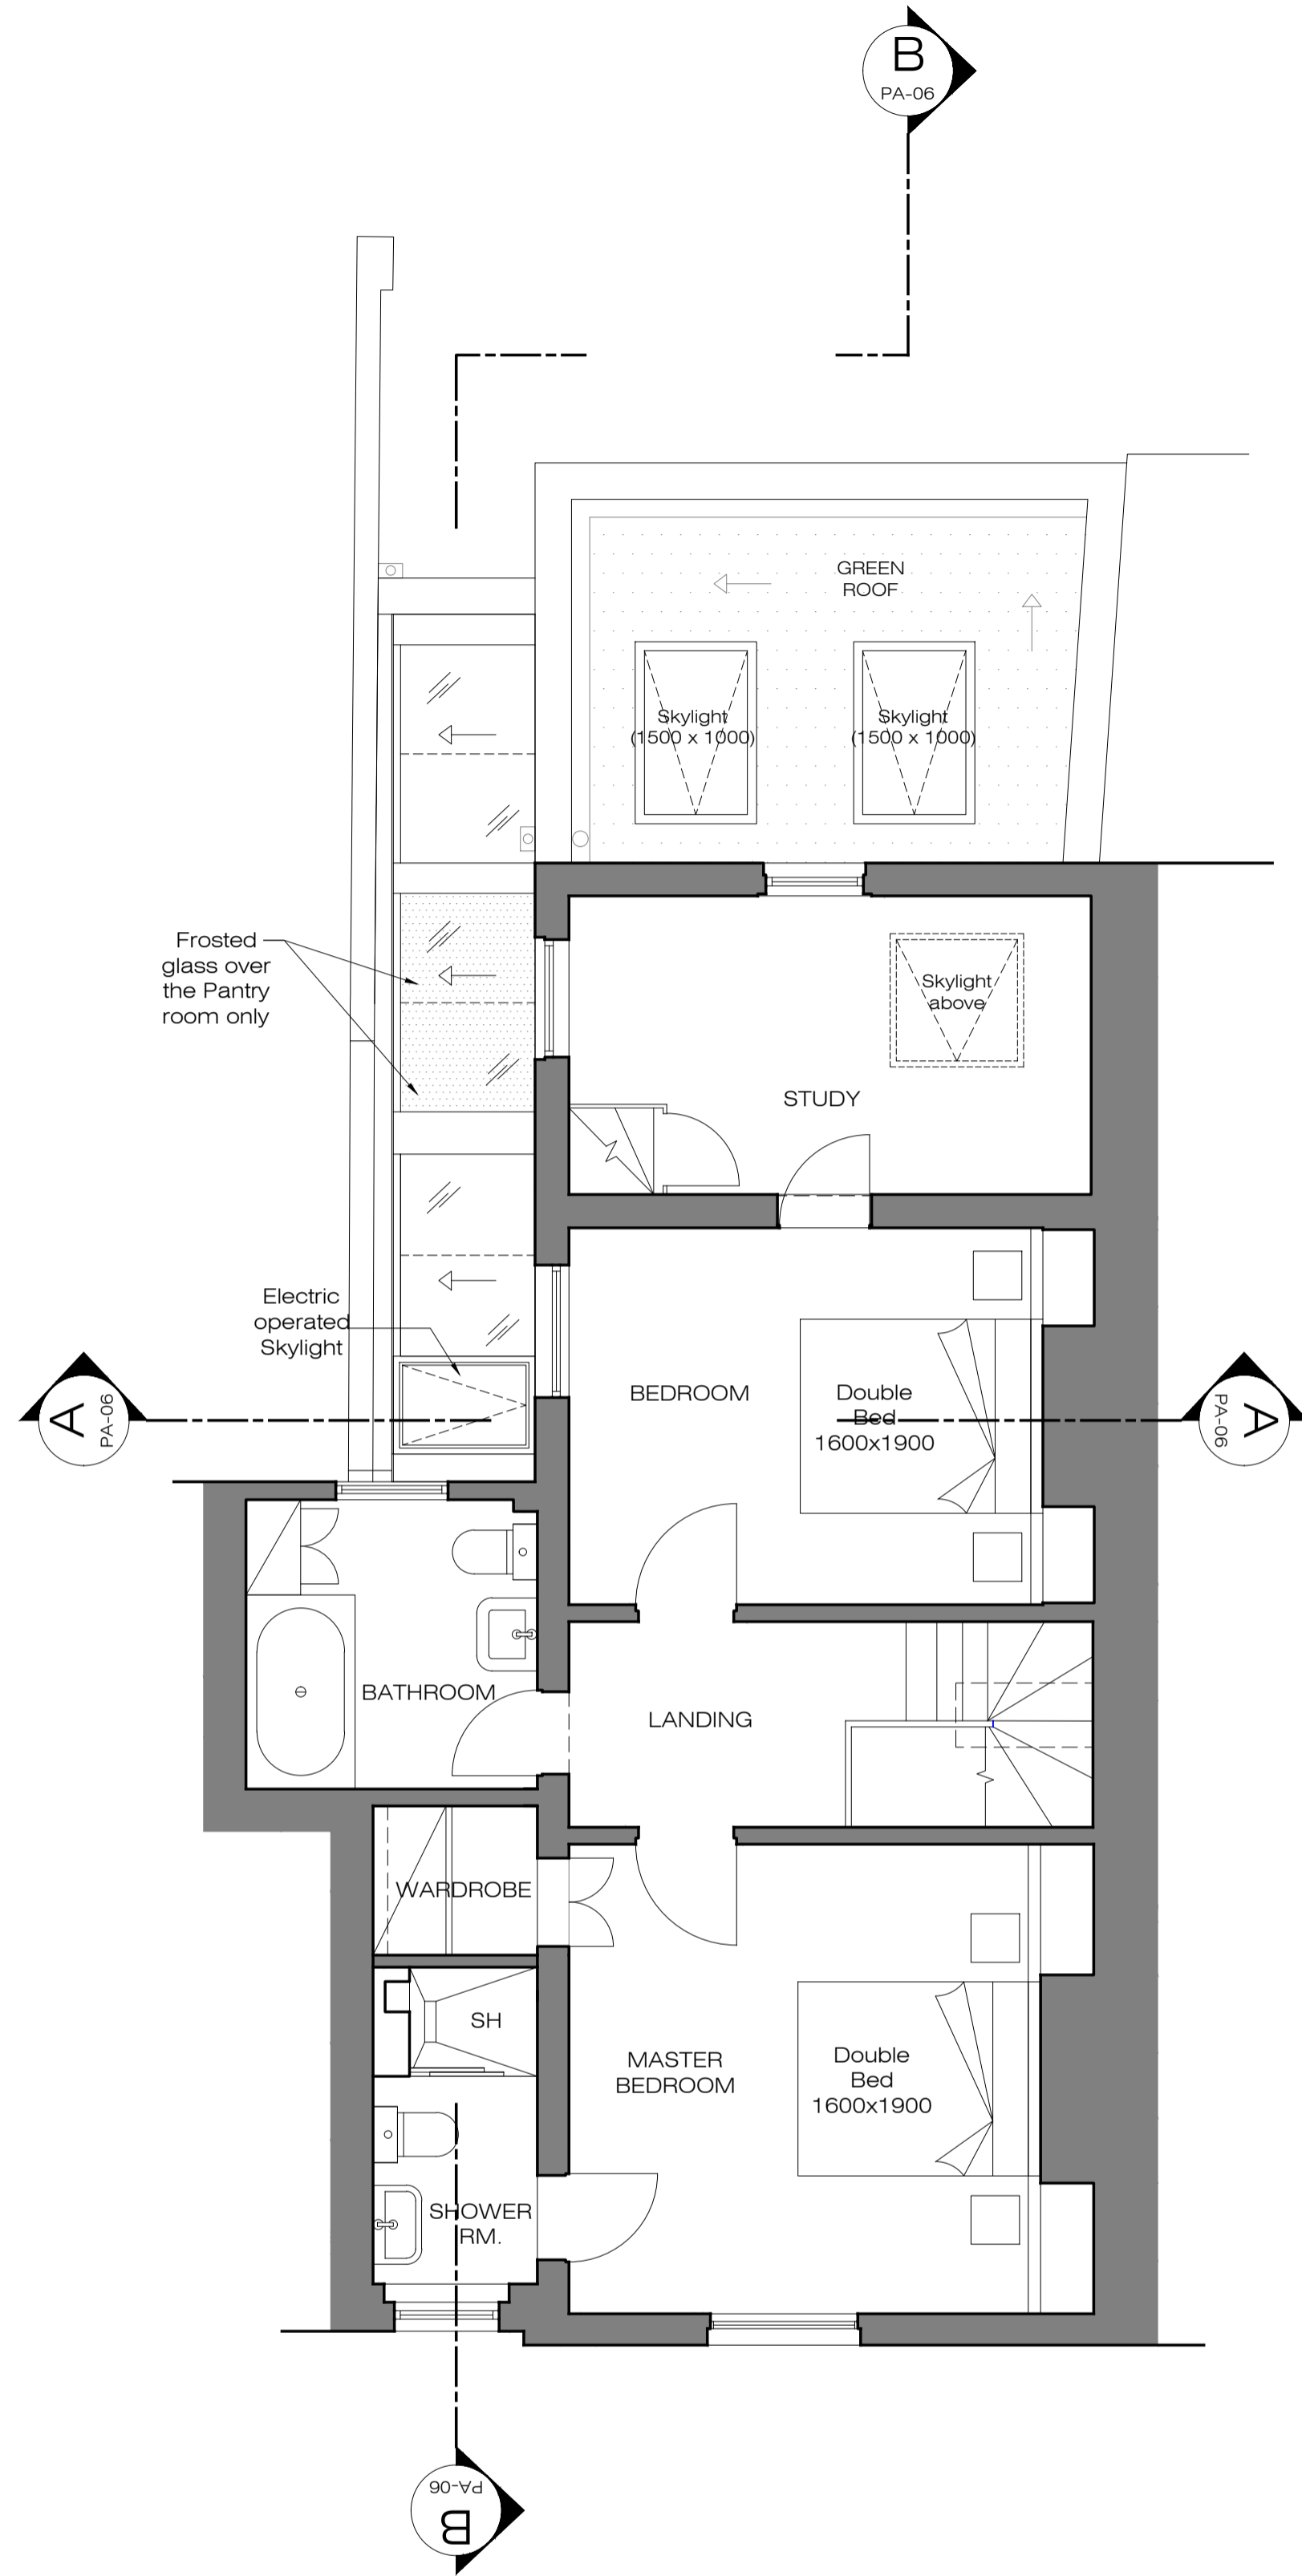 B
PA-06
GREEN
ROOF
Skylight
(1500 x 1000)
Skylight
(1500 x 1000)
Frosted
glass over
the Pantry
room only
Skylight
above
STUDY
Electric
operated
Skylight
A
PA-06
BEDROOM
Double
Bed
1600x1900
A
PA-06
BATHROOM
LANDING
WARDROBE
SH
MASTER
BEDROOM
Double
Bed
1600x1900
SHOWER
RM.
PA-06
B